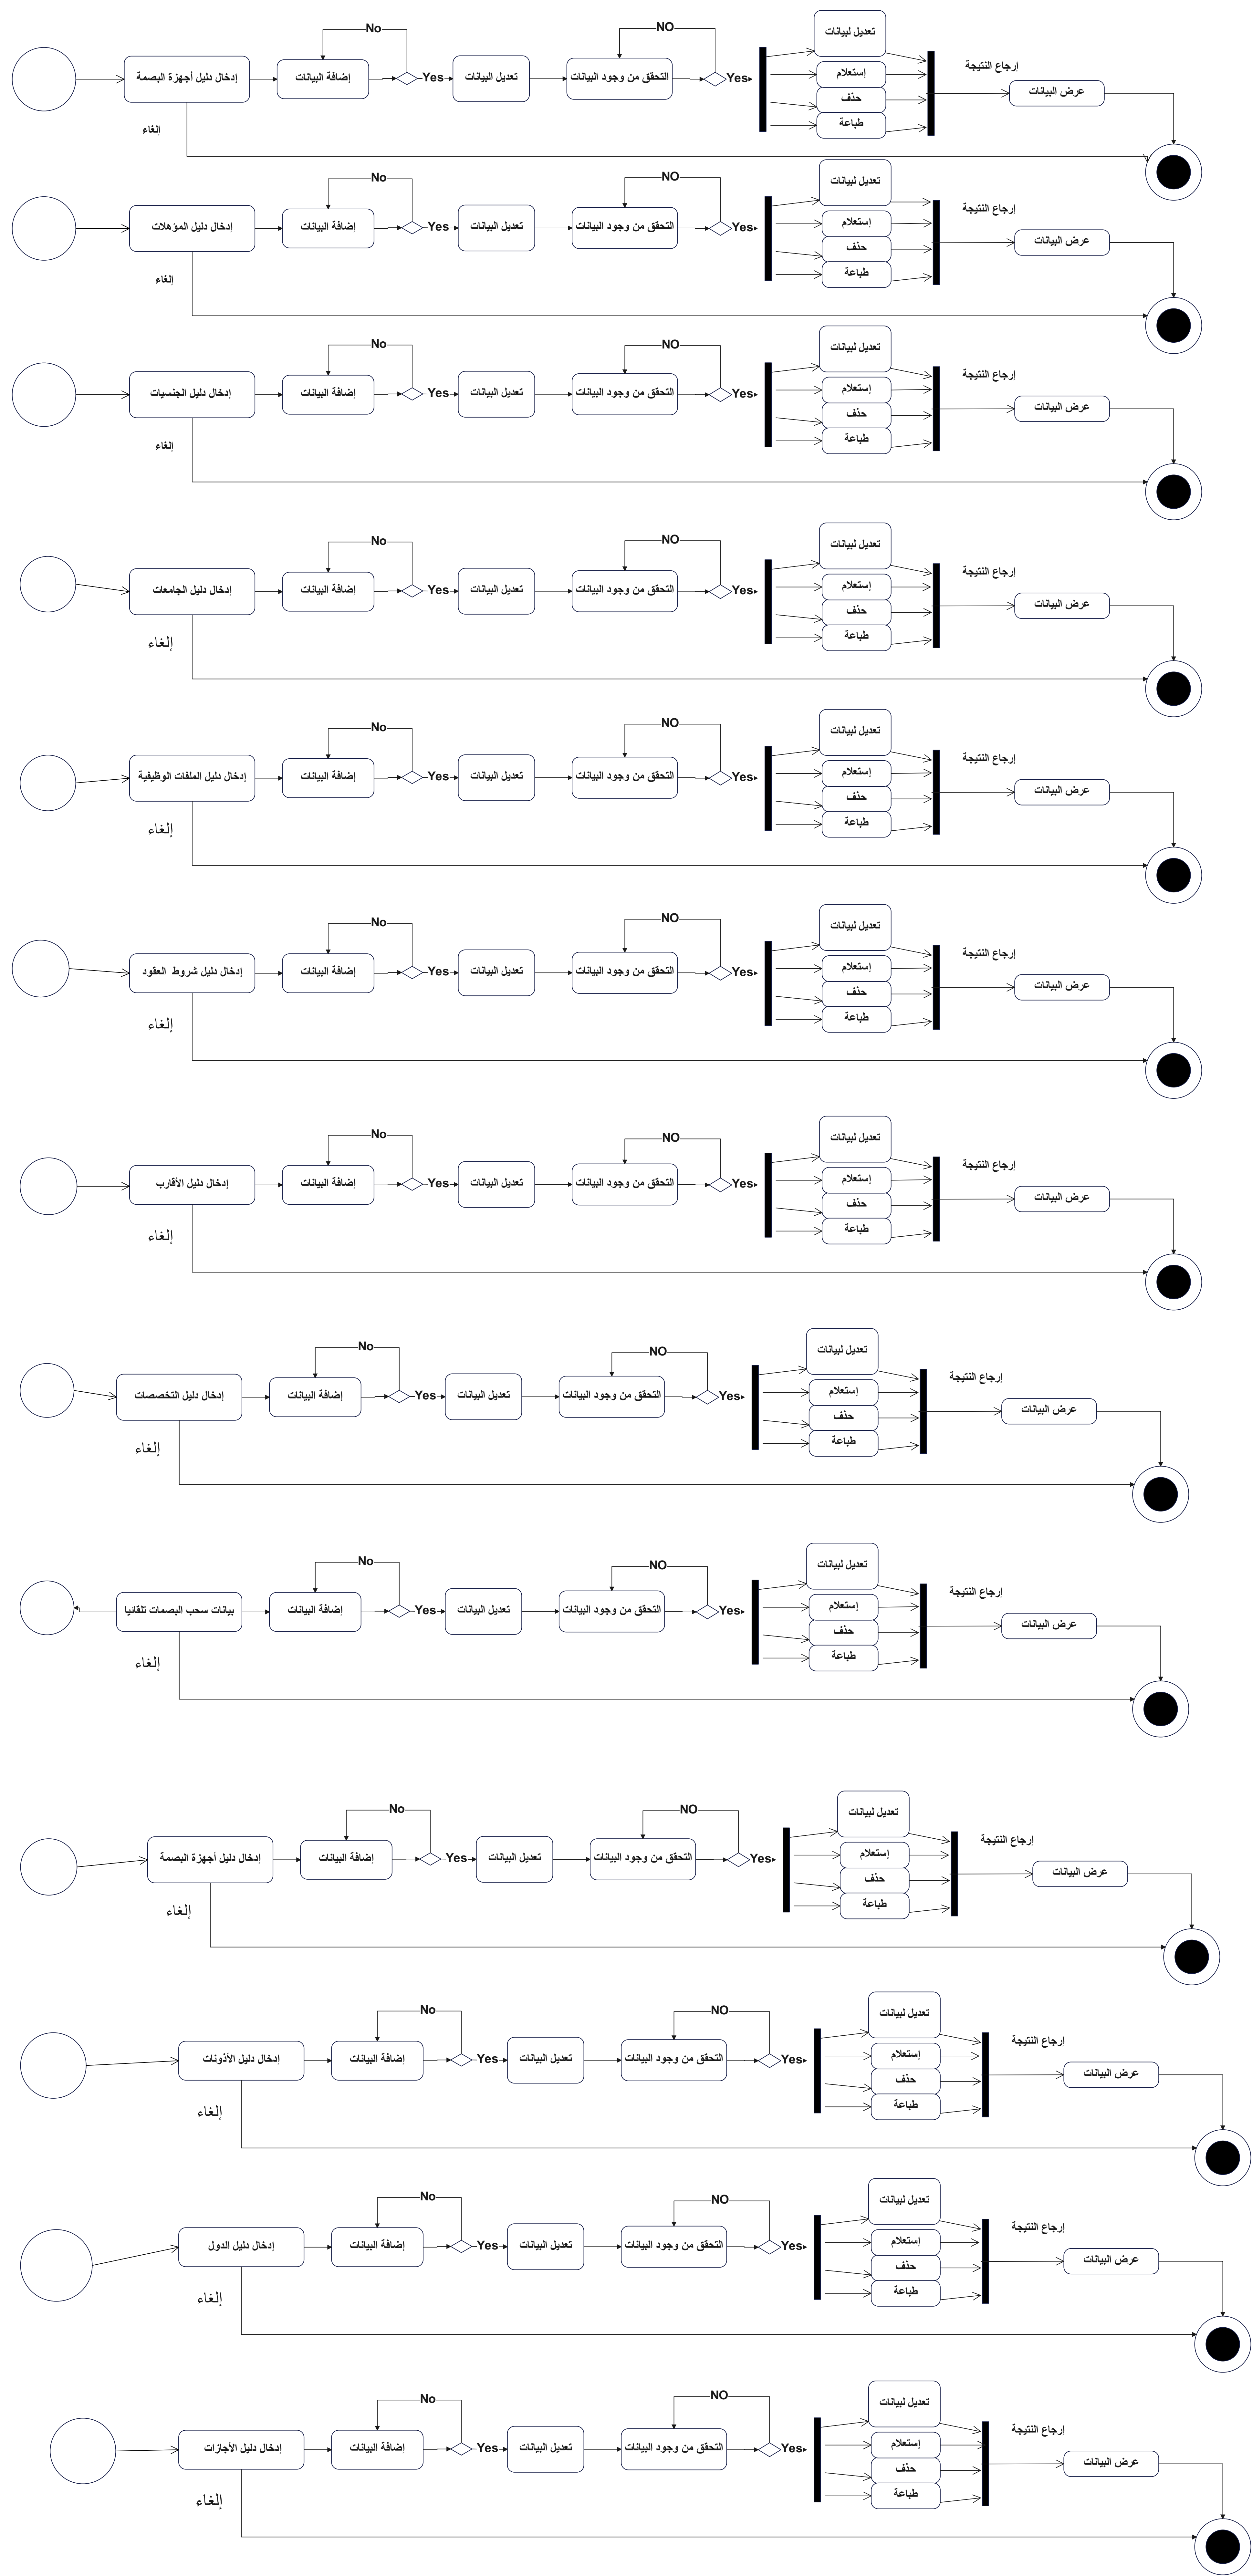 No
NO
تعديل لبيانات
إدخال دليل أجهزة البصمة
إضافة البيانات
Yes
تعديل البيانات
التحقق من وجود البيانات
Yes
إستعلام
حذف
طباعة
إرجاع النتيجة
عرض البيانات
إلغاء
No
NO
تعديل لبيانات
إدخال دليل المؤهلات
إضافة البيانات
Yes
تعديل البيانات
التحقق من وجود البيانات
Yes
إستعلام
حذف
طباعة
إرجاع النتيجة
عرض البيانات
إلغاء
No
NO
تعديل لبيانات
إدخال دليل الجنسيات
إضافة البيانات
Yes
تعديل البيانات
التحقق من وجود البيانات
Yes
إستعلام
حذف
طباعة
إرجاع النتيجة
عرض البيانات
إلغاء
No
NO
تعديل لبيانات
إدخال دليل الجامعات
إضافة البيانات
Yes
تعديل البيانات
التحقق من وجود البيانات
Yes
إستعلام
حذف
طباعة
إرجاع النتيجة
عرض البيانات
إلغاء
No
NO
تعديل لبيانات
إدخال دليل الملفات الوظيفية
إضافة البيانات
Yes
تعديل البيانات
التحقق من وجود البيانات
Yes
إستعلام
حذف
طباعة
إرجاع النتيجة
عرض البيانات
إلغاء
No
NO
تعديل لبيانات
إدخال دليل شروط العقود
إضافة البيانات
Yes
تعديل البيانات
التحقق من وجود البيانات
Yes
إستعلام
حذف
طباعة
إرجاع النتيجة
عرض البيانات
إلغاء
No
NO
تعديل لبيانات
إدخال دليل الأقارب
إضافة البيانات
Yes
تعديل البيانات
التحقق من وجود البيانات
Yes
إستعلام
حذف
طباعة
إرجاع النتيجة
عرض البيانات
إلغاء
No
NO
تعديل لبيانات
إدخال دليل التخصصات
إضافة البيانات
Yes
تعديل البيانات
التحقق من وجود البيانات
Yes
إستعلام
حذف
طباعة
إرجاع النتيجة
عرض البيانات
إلغاء
No
NO
تعديل لبيانات
بيانات سحب البصمات تلقائيا
إضافة البيانات
Yes
تعديل البيانات
التحقق من وجود البيانات
Yes
إستعلام
حذف
طباعة
إرجاع النتيجة
عرض البيانات
إلغاء
No
NO
تعديل لبيانات
إدخال دليل أجهزة البصمة
إضافة البيانات
Yes
تعديل البيانات
التحقق من وجود البيانات
Yes
إستعلام
حذف
طباعة
إرجاع النتيجة
عرض البيانات
إلغاء
No
NO
تعديل لبيانات
إدخال دليل الأذونات
إضافة البيانات
Yes
تعديل البيانات
التحقق من وجود البيانات
Yes
إستعلام
حذف
طباعة
إرجاع النتيجة
عرض البيانات
إلغاء
No
NO
تعديل لبيانات
إدخال دليل الدول
إضافة البيانات
Yes
تعديل البيانات
التحقق من وجود البيانات
Yes
إستعلام
حذف
طباعة
إرجاع النتيجة
عرض البيانات
إلغاء
No
NO
تعديل لبيانات
إدخال دليل الأجازات
إضافة البيانات
Yes
تعديل البيانات
التحقق من وجود البيانات
Yes
إستعلام
حذف
طباعة
إرجاع النتيجة
عرض البيانات
إلغاء